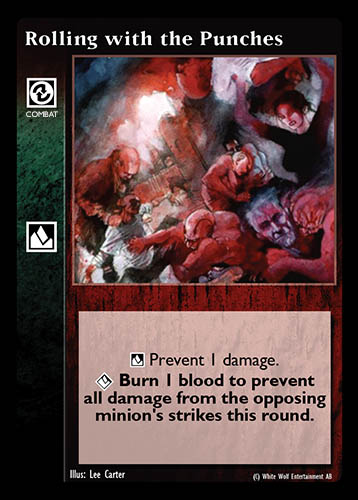 Rolling with the Punches
COMBAT
Prevent 1 damage.
Burn 1 blood to prevent
all damage from the opposing
minion's strikes this round.
Illus: Lee Carter
(C) White Wolf Entertainment AB